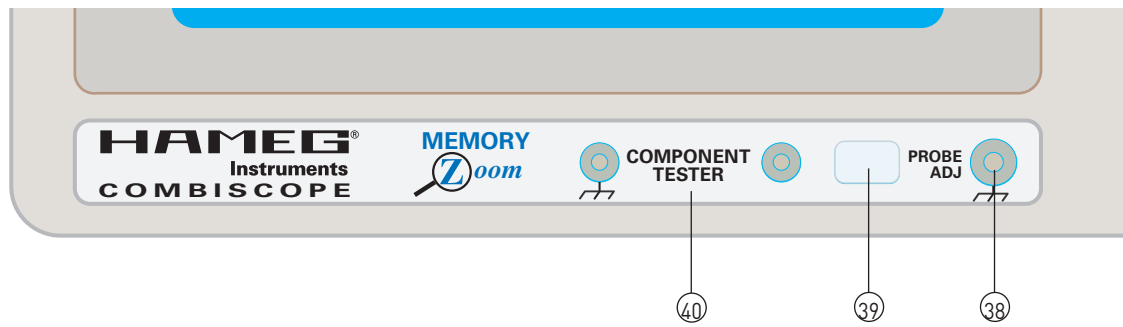 HAMEG®
Instruments
COMBISCOPE
MEMORY
Zoom
COMPONENT
TESTER
PROBE
ADJ
40
39
38